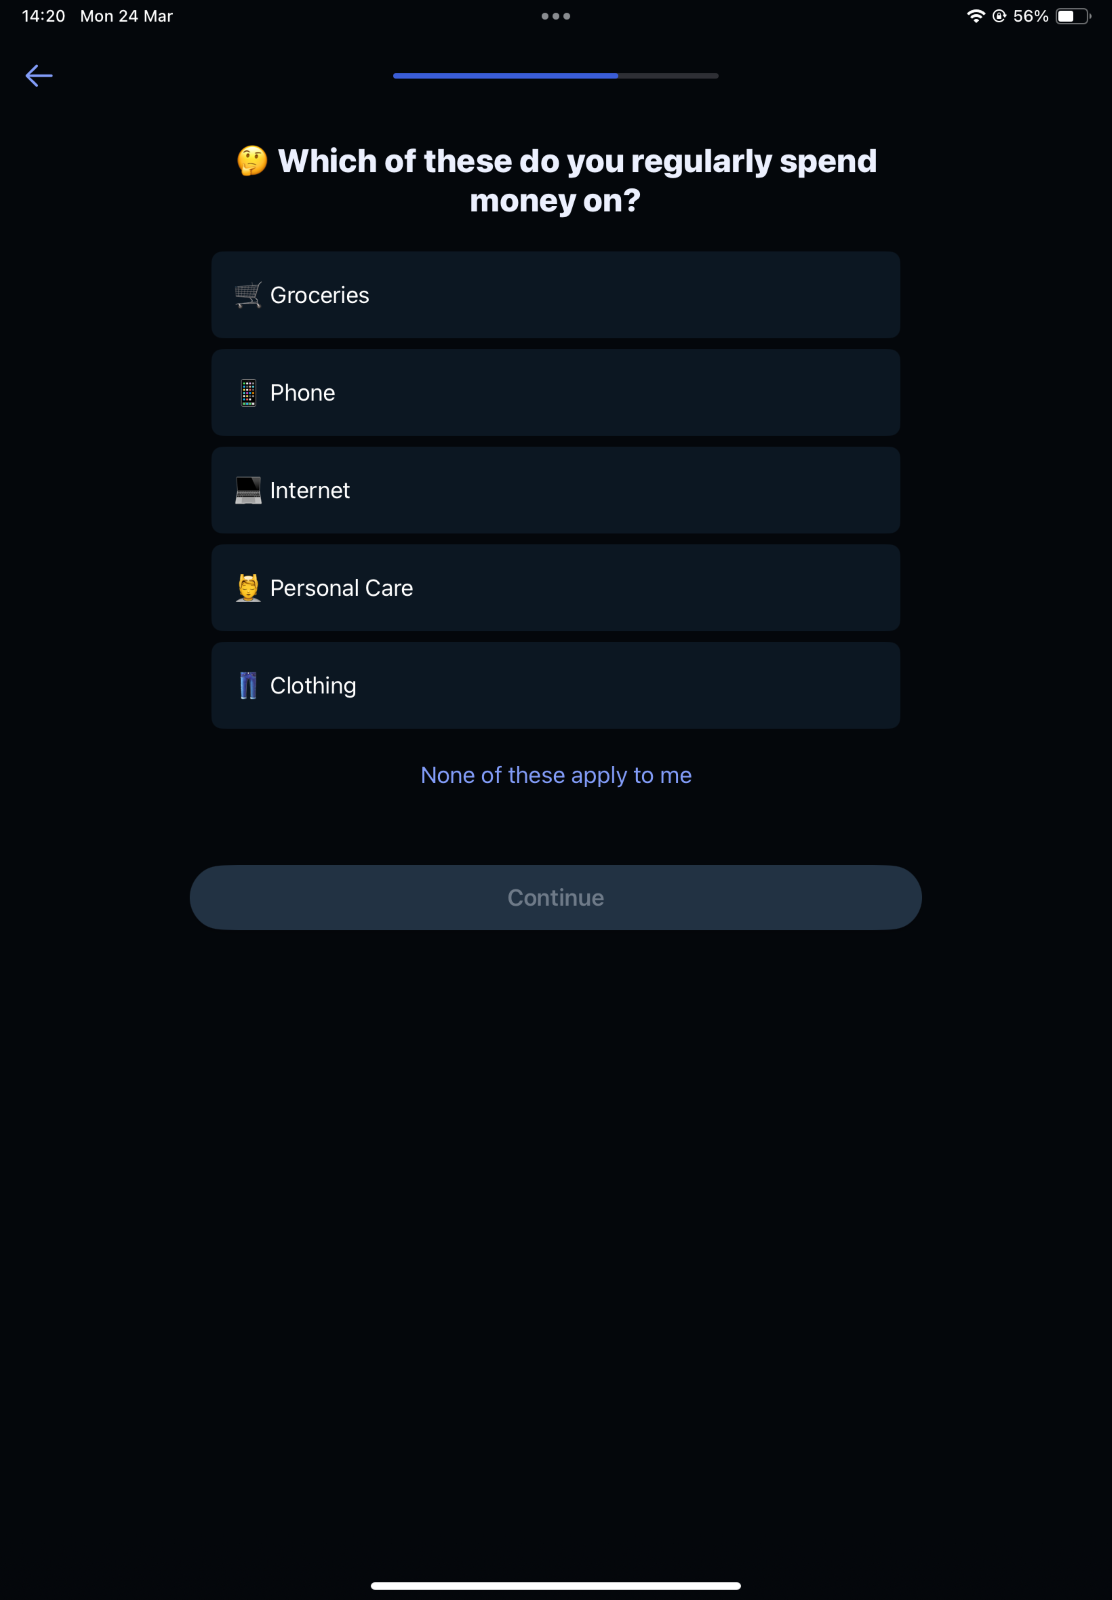 14:20 Mon 24 Mar
56%
🤔 Which of these do you regularly spend
money on?
Groceries
Phone
Internet
Personal Care
Clothing
None of these apply to me
Continue